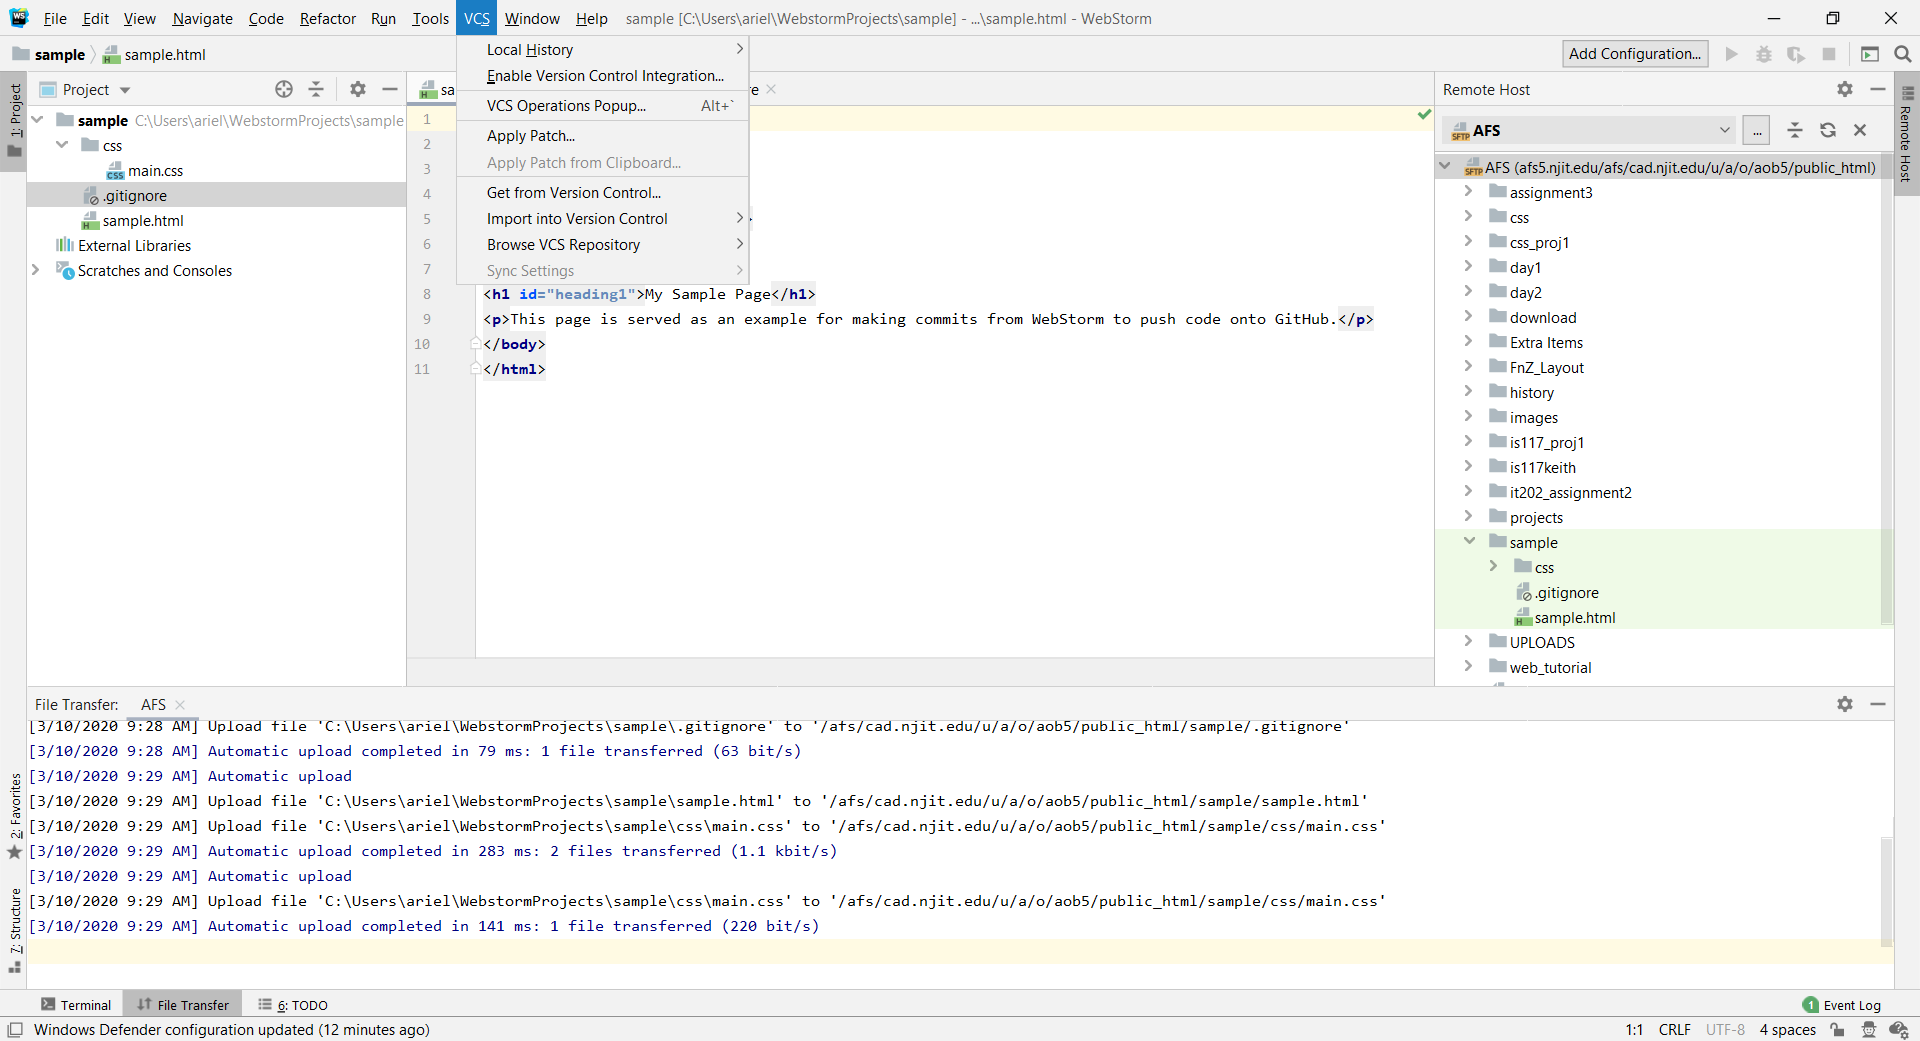 File Edit View Navigate Code Refactor Run Tools VCS Window Help sample [C:\Users\ariel\WebstormProjects\sample] - ...\sample.html - WebStorm
sample sample.html
Add Configuration...
Local History
Enable Version Control Integration...
VCS Operations Popup... Alt+`
Apply Patch...
Apply Patch from Clipboard...
Get from Version Control...
Import into Version Control
Browse VCS Repository
Sync Settings
1: Project
Project
sample C:\Users\ariel\WebstormProjects\sample
css
main.css
.gitignore
sample.html
External Libraries
Scratches and Consoles
sa
e
1
2
3
4
5
6
7
8 <h1 id="heading1">My Sample Page</h1>
9 <p>This page is served as an example for making commits from WebStorm to push code onto GitHub.</p>
10 </body>
11 </html>
Remote Host
AFS
...
AFS (afs5.njit.edu/afs/cad.njit.edu/u/a/o/aob5/public_html)
assignment3
css
css_proj1
day1
day2
download
Extra Items
FnZ_Layout
history
images
is117_proj1
is117keith
it202_assignment2
projects
sample
css
.gitignore
sample.html
UPLOADS
web_tutorial
Remote Host
File Transfer: AFS
[3/10/2020 9:28 AM] Upload file 'C:\Users\ariel\WebstormProjects\sample\.gitignore' to '/afs/cad.njit.edu/u/a/o/aob5/public_html/sample/.gitignore'
[3/10/2020 9:28 AM] Automatic upload completed in 79 ms: 1 file transferred (63 bit/s)
[3/10/2020 9:29 AM] Automatic upload
[3/10/2020 9:29 AM] Upload file 'C:\Users\ariel\WebstormProjects\sample\sample.html' to '/afs/cad.njit.edu/u/a/o/aob5/public_html/sample/sample.html'
[3/10/2020 9:29 AM] Upload file 'C:\Users\ariel\WebstormProjects\sample\css\main.css' to '/afs/cad.njit.edu/u/a/o/aob5/public_html/sample/css/main.css'
[3/10/2020 9:29 AM] Automatic upload completed in 283 ms: 2 files transferred (1.1 kbit/s)
[3/10/2020 9:29 AM] Automatic upload
[3/10/2020 9:29 AM] Upload file 'C:\Users\ariel\WebstormProjects\sample\css\main.css' to '/afs/cad.njit.edu/u/a/o/aob5/public_html/sample/css/main.css'
[3/10/2020 9:29 AM] Automatic upload completed in 141 ms: 1 file transferred (220 bit/s)
2: Favorites
7: Structure
Terminal File Transfer 6: TODO
1 Event Log
Windows Defender configuration updated (12 minutes ago)
1:1 CRLF UTF-8 4 spaces